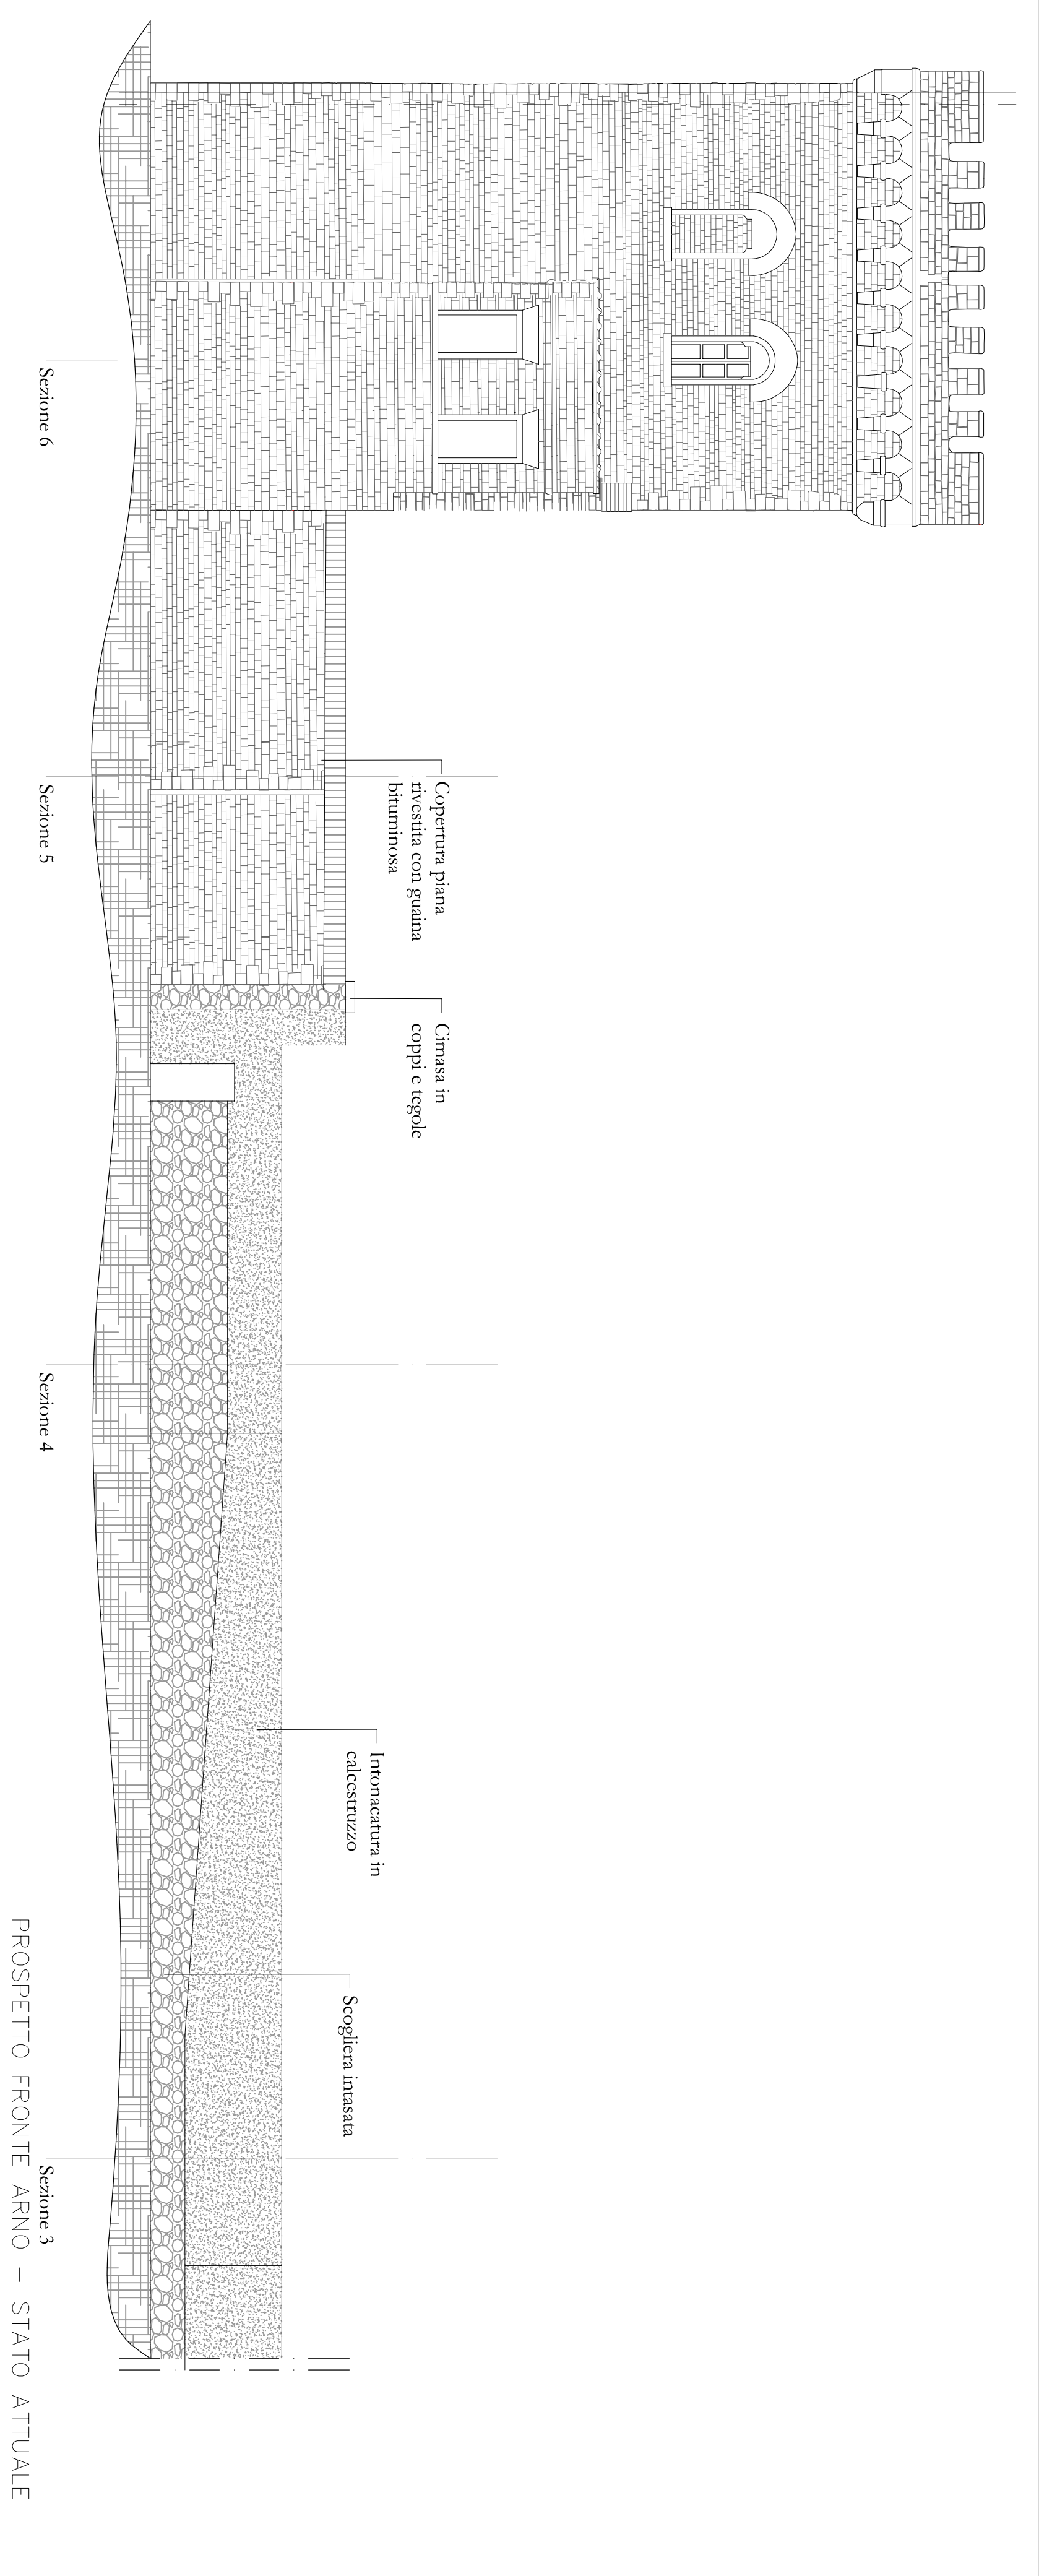 Copertura piana
rivestita con guaina
bituminosa
Cimasa in
coppi e tegole
Intonacatura in
calcestruzzo
Scogliera intasata
Sezione 6
Sezione 5
Sezione 4
Sezione 3
PROSPETTO FRONTE ARNO – STATO ATTUALE